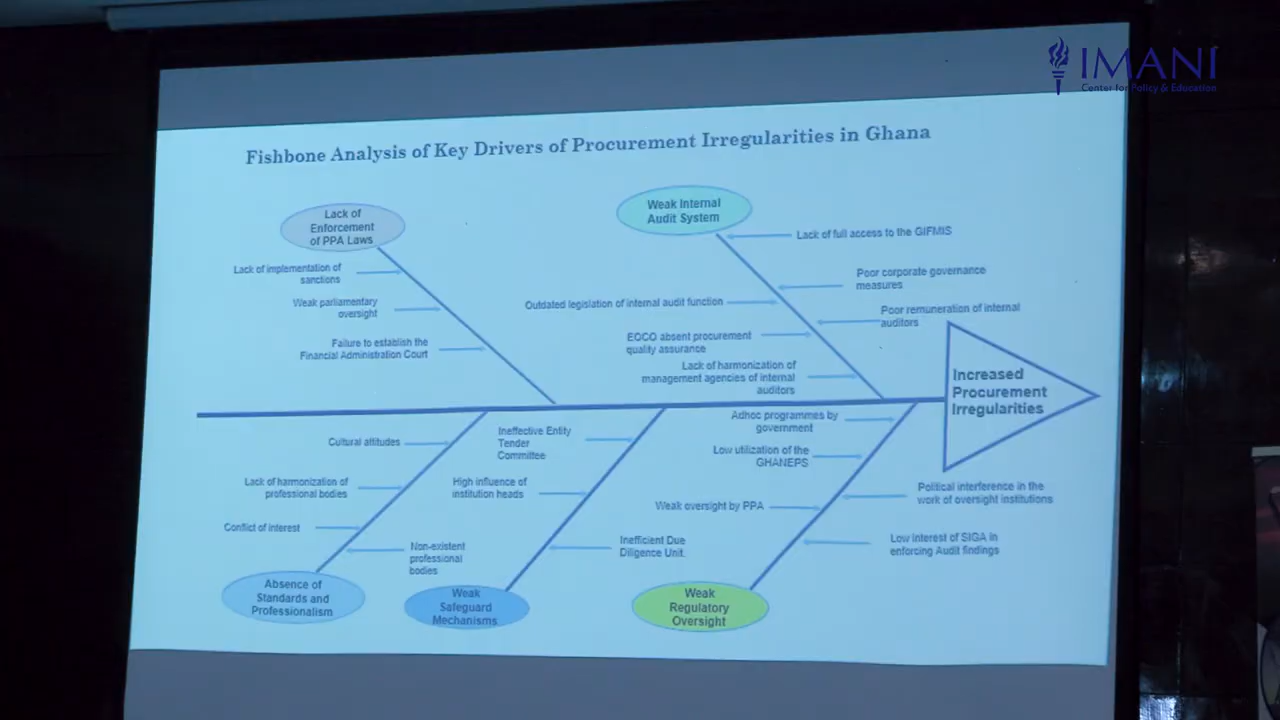 IMANI
Center for Policy & Education
Fishbone Analysis of Key Drivers of Procurement Irregularities in Ghana
Lack of
Enforcement
of PPA Laws
Lack of implementation of
sanctions
Weak parliamentary
oversight
Failure to establish the
Financial Administration Court
Weak Internal
Audit System
Lack of full access to the GIFMIS
Poor corporate governance
measures
Outdated legislation of internal audit function
Poor remuneration of internal
auditors
EOCO absent procurement
quality assurance
Lack of harmonization of
management agencies of internal
auditors
Increased
Procurement
Irregularities
Cultural attitudes
Lack of harmonization of
professional bodies
Conflict of interest
Non-existent
professional
bodies
Absence of
Standards and
Professionalism
Ineffective Entity
Tender
Committee
High influence of
institution heads
Inefficient Due
Diligence Unit.
Weak
Safeguard
Mechanisms
Adhoc programmes by
government
Low utilization of the
GHANEPS
Weak oversight by PPA
Political interference in the
work of oversight institutions
Low interest of SIGA in
enforcing Audit findings
Weak
Regulatory
Oversight